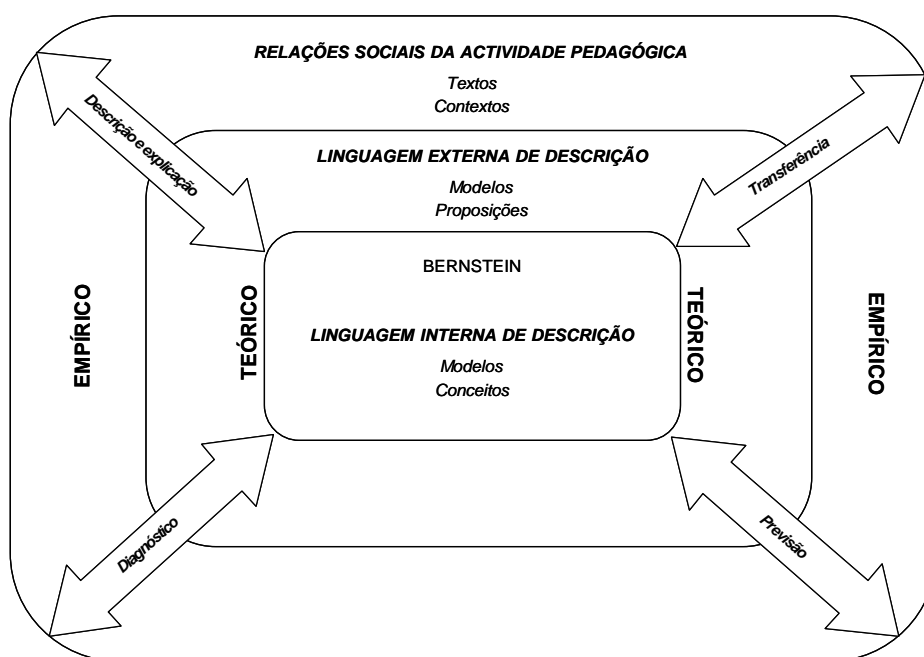 RELAÇÕES SOCIAIS DA ACTIVIDADE PEDAGÓGICA
Textos
Contextos
Descrição e explicação
Transferência
LINGUAGEM EXTERNA DE DESCRIÇÃO
Modelos
Proposições
BERNSTEIN
EMPÍRICO
TEÓRICO
LINGUAGEM INTERNA DE DESCRIÇÃO
Modelos
Conceitos
TEÓRICO
EMPÍRICO
Diagnóstico
Previsão